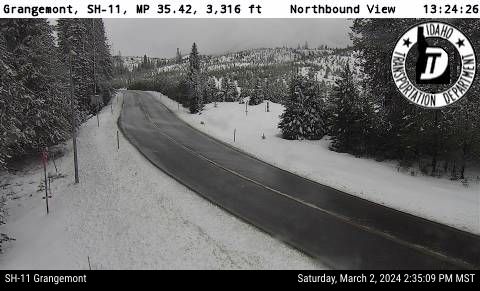 Grangemont, SH-11, MP 35.42, 3,316 ft Northbound View 13:24:26
IDAHO
TRANSPORTATION DEPARTMENT
SH-11 Grangemont Saturday, March 2, 2024 2:35:09 PM MST